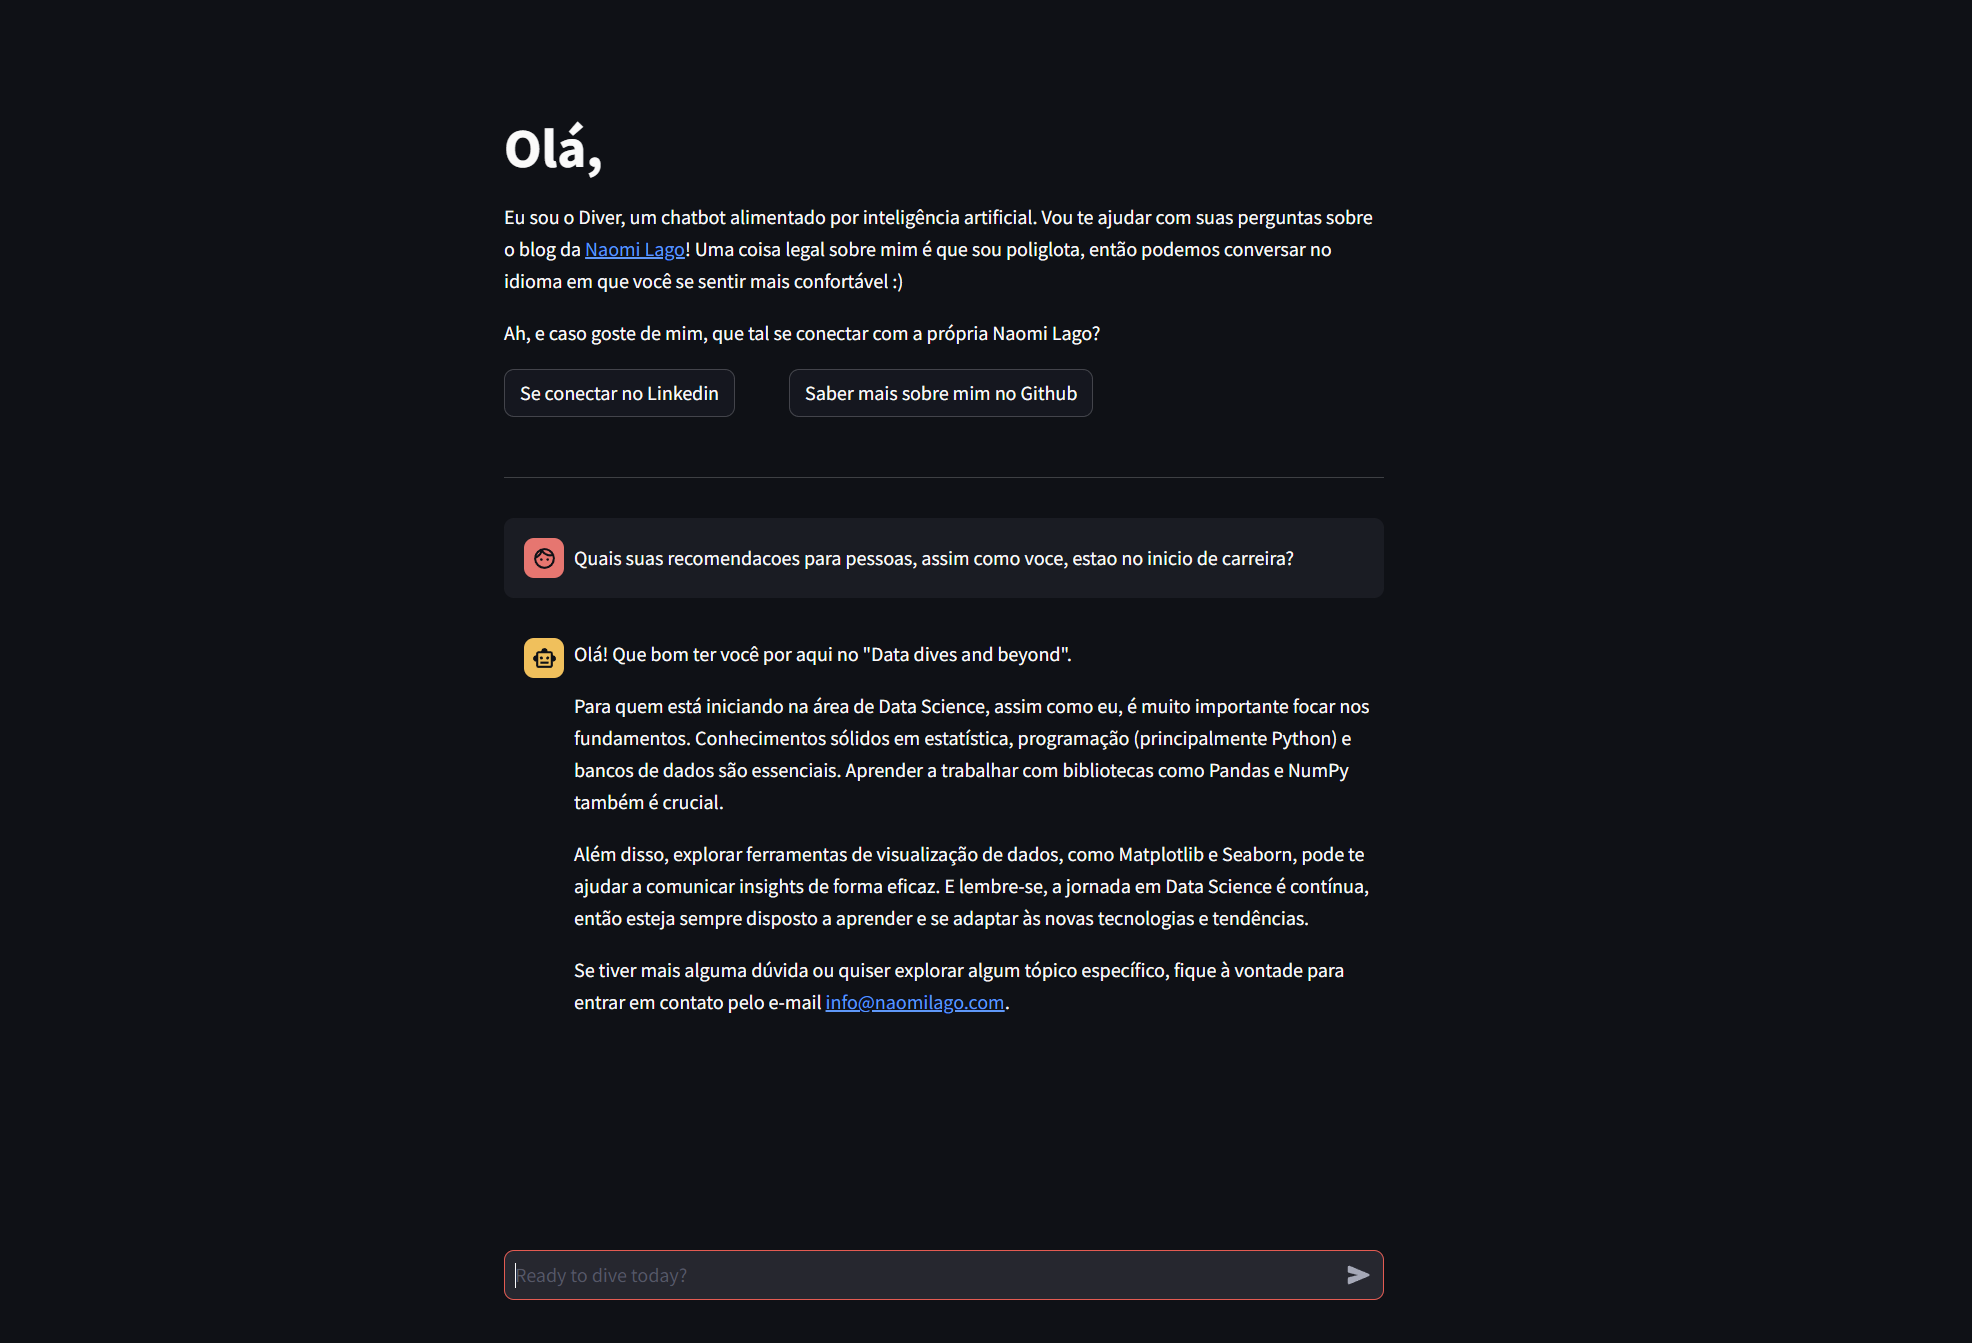 Olá,
Eu sou o Diver, um chatbot alimentado por inteligência artificial. Vou te ajudar com suas perguntas sobre
o blog da Naomi Lago! Uma coisa legal sobre mim é que sou poliglota, então podemos conversar no
idioma em que você se sentir mais confortável :)
Ah, e caso goste de mim, que tal se conectar com a própria Naomi Lago?
Se conectar no Linkedin
Saber mais sobre mim no Github
Quais suas recomendacoes para pessoas, assim como voce, estao no inicio de carreira?
Olá! Que bom ter você por aqui no "Data dives and beyond".
Para quem está iniciando na área de Data Science, assim como eu, é muito importante focar nos
fundamentos. Conhecimentos sólidos em estatística, programação (principalmente Python) e
bancos de dados são essenciais. Aprender a trabalhar com bibliotecas como Pandas e NumPy
também é crucial.
Além disso, explorar ferramentas de visualização de dados, como Matplotlib e Seaborn, pode te
ajudar a comunicar insights de forma eficaz. E lembre-se, a jornada em Data Science é contínua,
então esteja sempre disposto a aprender e se adaptar às novas tecnologias e tendências.
Se tiver mais alguma dúvida ou quiser explorar algum tópico específico, fique à vontade para
entrar em contato pelo e-mail info@naomilago.com.
Ready to dive today?